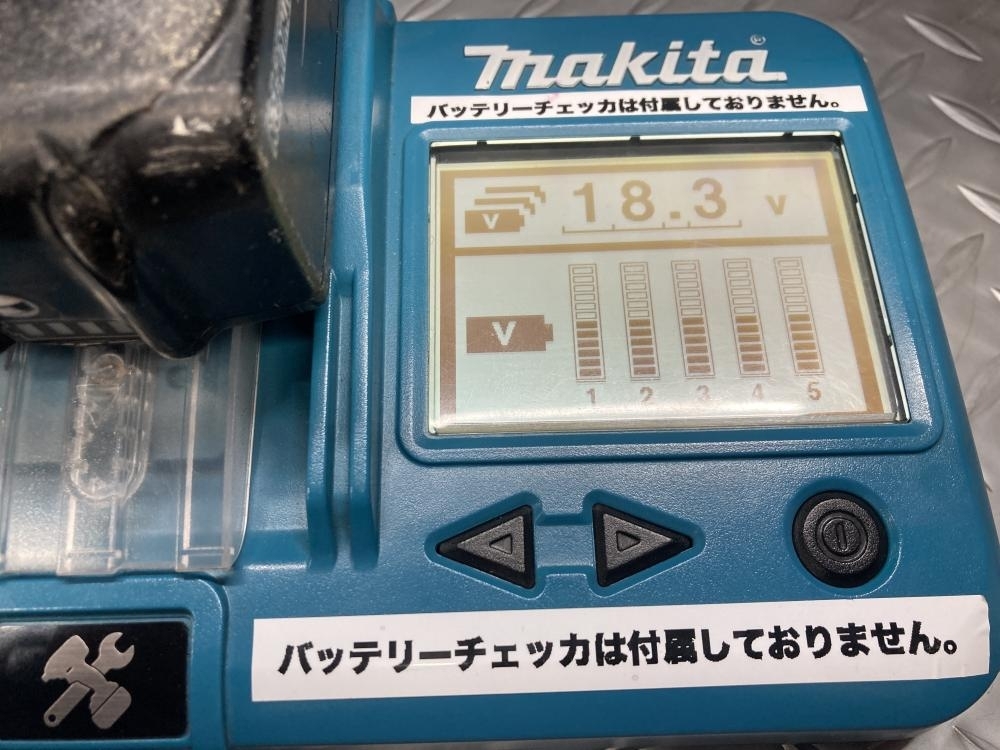 makita®
バッテリーチェッカは付属しておりません。
V 18.3 V
V
1 2 3 4 5
バッテリーチェッカは付属しておりません。